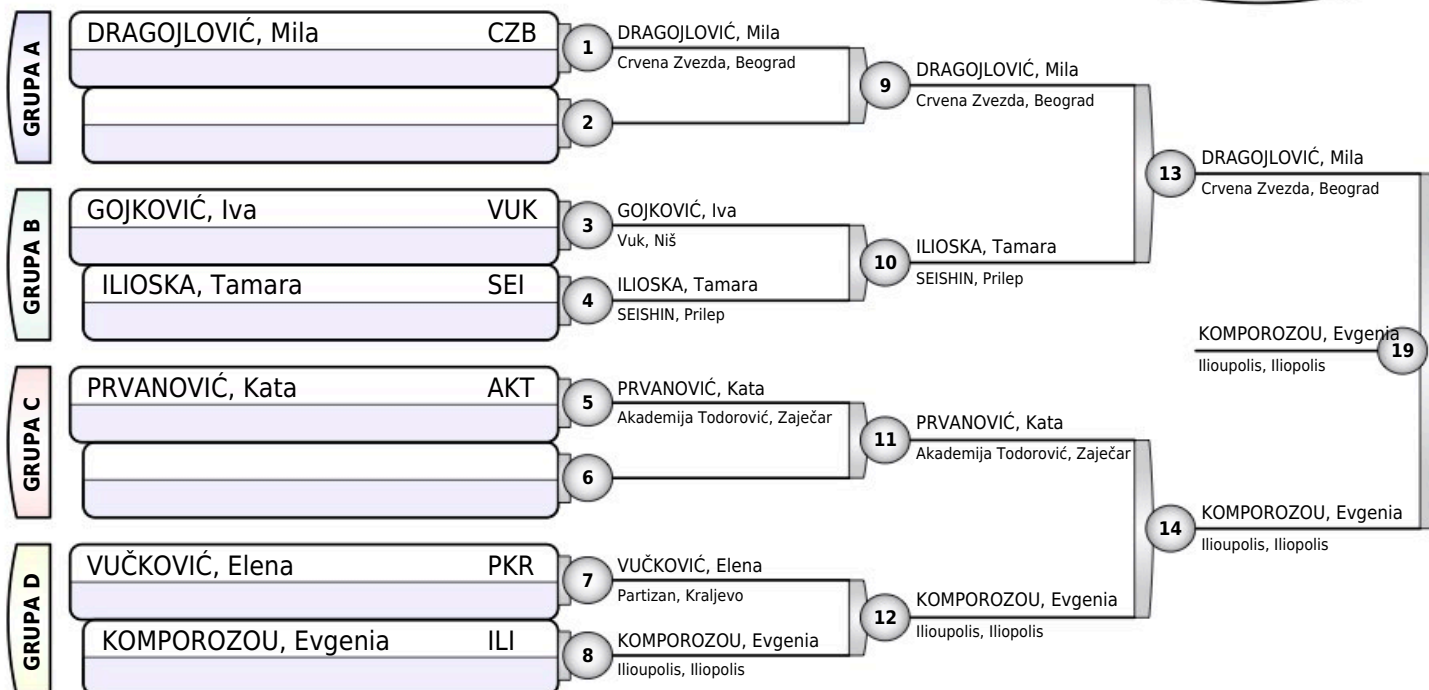 GRUPA A
DRAGOJLOVIĆ, Mila CZB
1
DRAGOJLOVIĆ, Mila
Crvena Zvezda, Beograd
2
9
DRAGOJLOVIĆ, Mila
Crvena Zvezda, Beograd
13
DRAGOJLOVIĆ, Mila
Crvena Zvezda, Beograd
GRUPA B
GOJKOVIĆ, Iva VUK
3
GOJKOVIĆ, Iva
Vuk, Niš
ILIOSKA, Tamara SEI
4
ILIOSKA, Tamara
SEISHIN, Prilep
10
ILIOSKA, Tamara
SEISHIN, Prilep
KOMPOROZOU, Evgenia
19
Ilioupolis, Iliopolis
GRUPA C
PRVANOVIĆ, Kata AKT
5
PRVANOVIĆ, Kata
Akademija Todorović, Zaječar
6
11
PRVANOVIĆ, Kata
Akademija Todorović, Zaječar
14
KOMPOROZOU, Evgenia
Ilioupolis, Iliopolis
GRUPA D
VUČKOVIĆ, Elena PKR
7
VUČKOVIĆ, Elena
Partizan, Kraljevo
KOMPOROZOU, Evgenia ILI
8
KOMPOROZOU, Evgenia
Ilioupolis, Iliopolis
12
KOMPOROZOU, Evgenia
Ilioupolis, Iliopolis